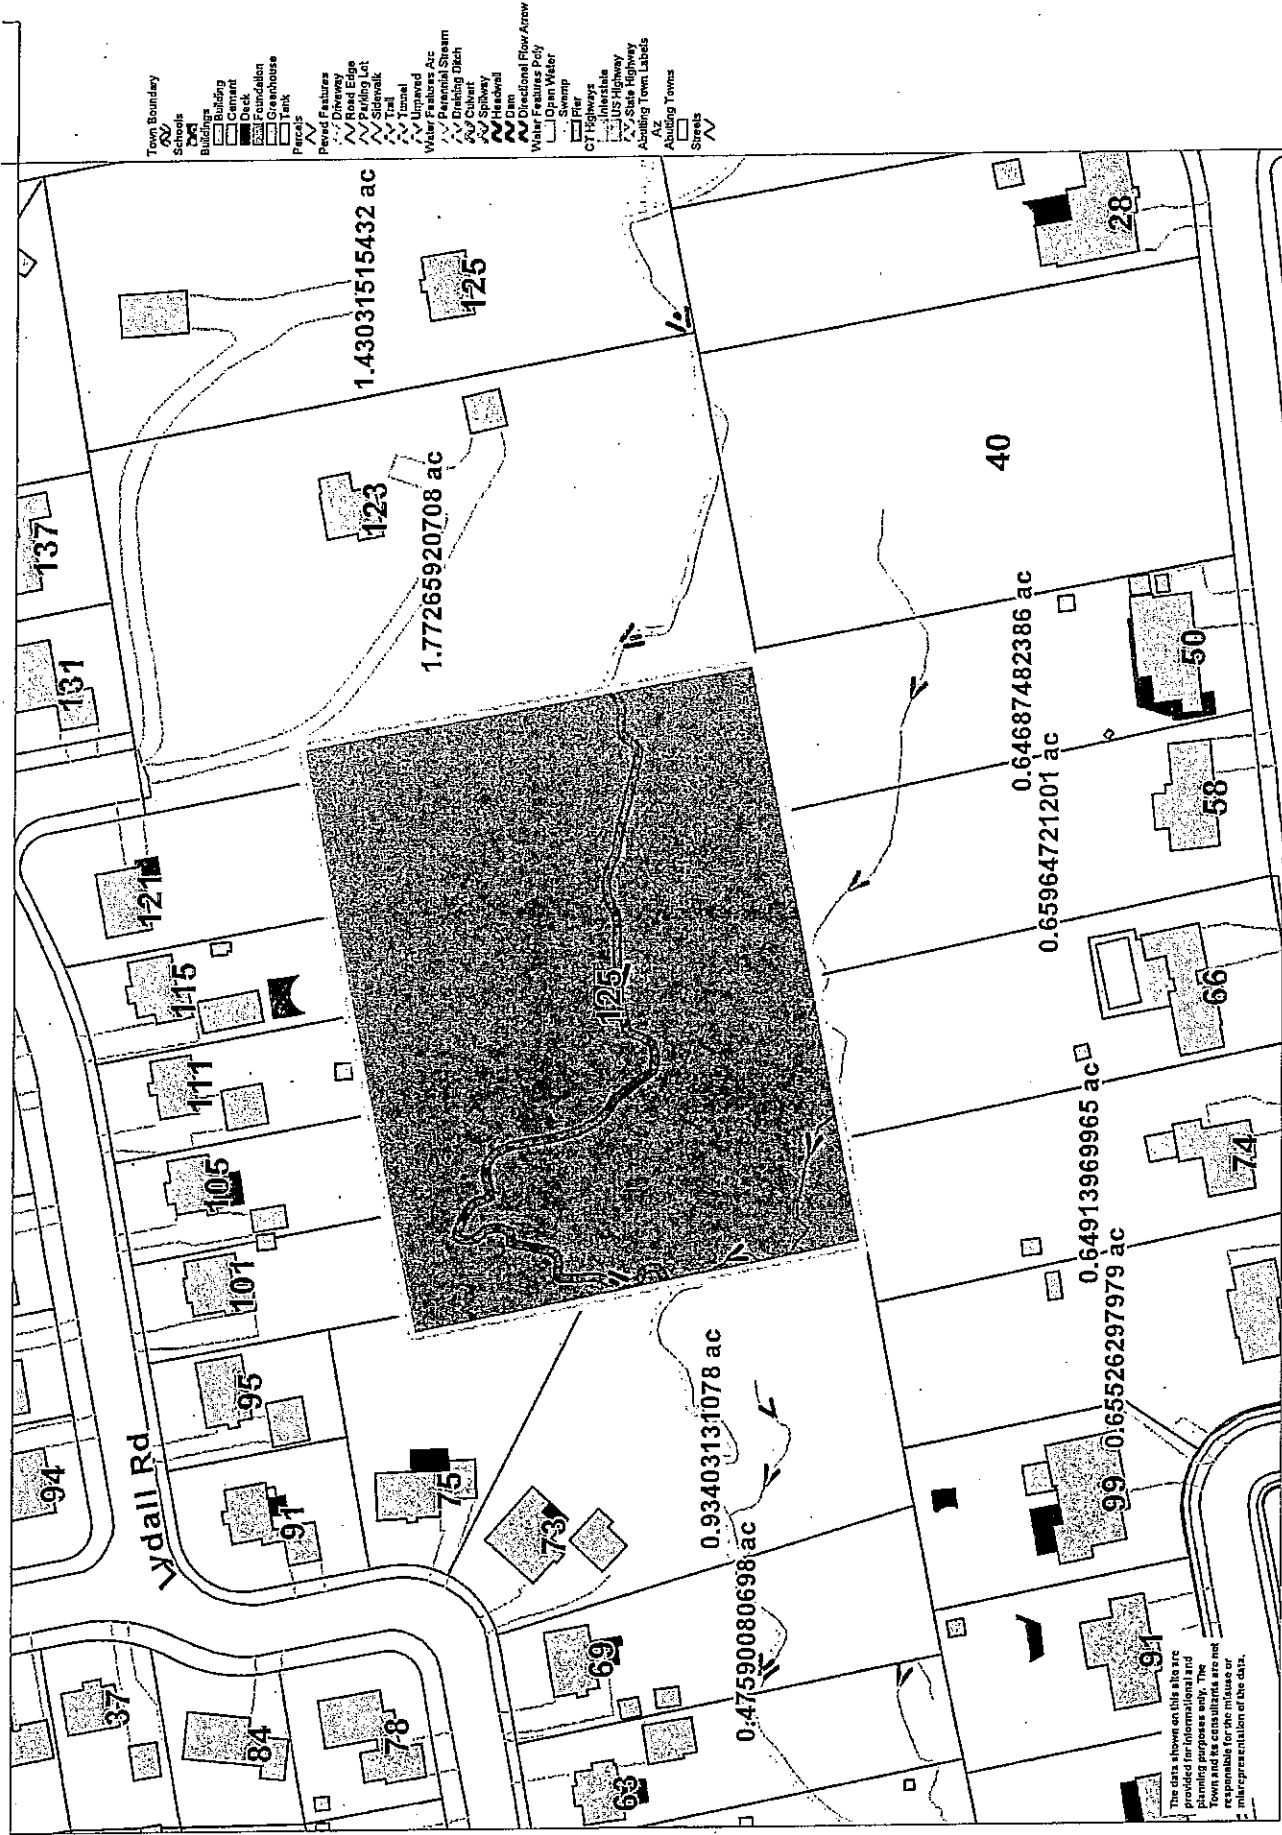 Town Boundary
Schools
Buildings
Building
Cement
Deck
Foundation
Greenhouse
Tank
Parcels
Paved Features
Driveway
Road Edge
Parking Lot
Sidewalk
Trail
Tunnel
Unpaved
Water Features Arc
Perennial Stream
Draining Ditch
Culvert
Spillway
Headwall
Dam
Directional Flow Arrow
Water Features Poly
Open Water
Swamp
Pier
CT Highways
Interstate
US Highway
State Highway
Abutting Town Labels
AZ
Abutting Towns
Streets
137
131
121
115
111
105
101
95
94
91
Lydall Rd
37
84
78
75
73
69
63
123
125
125
1.43031515432 ac
1.77265920708 ac
0.93403131078 ac
0.47590080698 ac
40
28
50
58
66
74
99
91
0.64687482386 ac
0.65964721201 ac
0.64913969965 ac
0.65526297979 ac
The data shown on this site are
provided for informational and
planning purposes only. The
Town and its consultants are not
responsible for the misuse or
misrepresentation of the data.